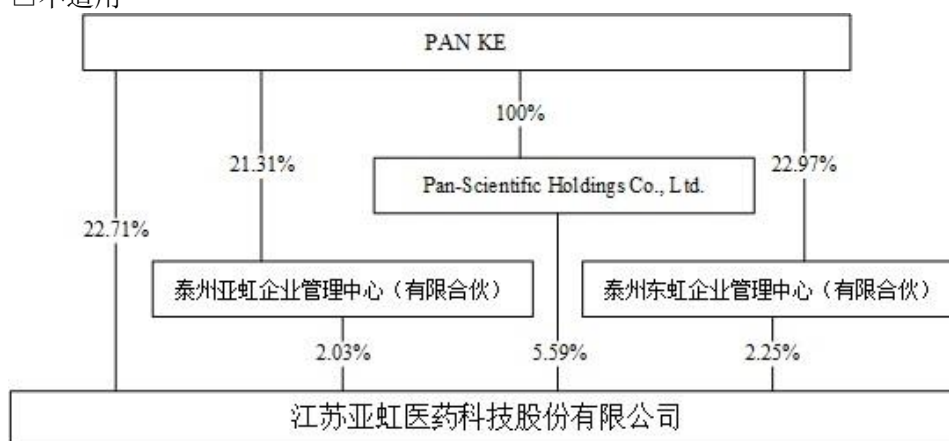 □不适用
PAN KE
100%
21.31%
22.97%
Pan-Scientific Holdings Co., Ltd.
22.71%
泰州亚虹企业管理中心（有限合伙）
泰州东虹企业管理中心（有限合伙）
2.03%
5.59%
2.25%
江苏亚虹医药科技股份有限公司